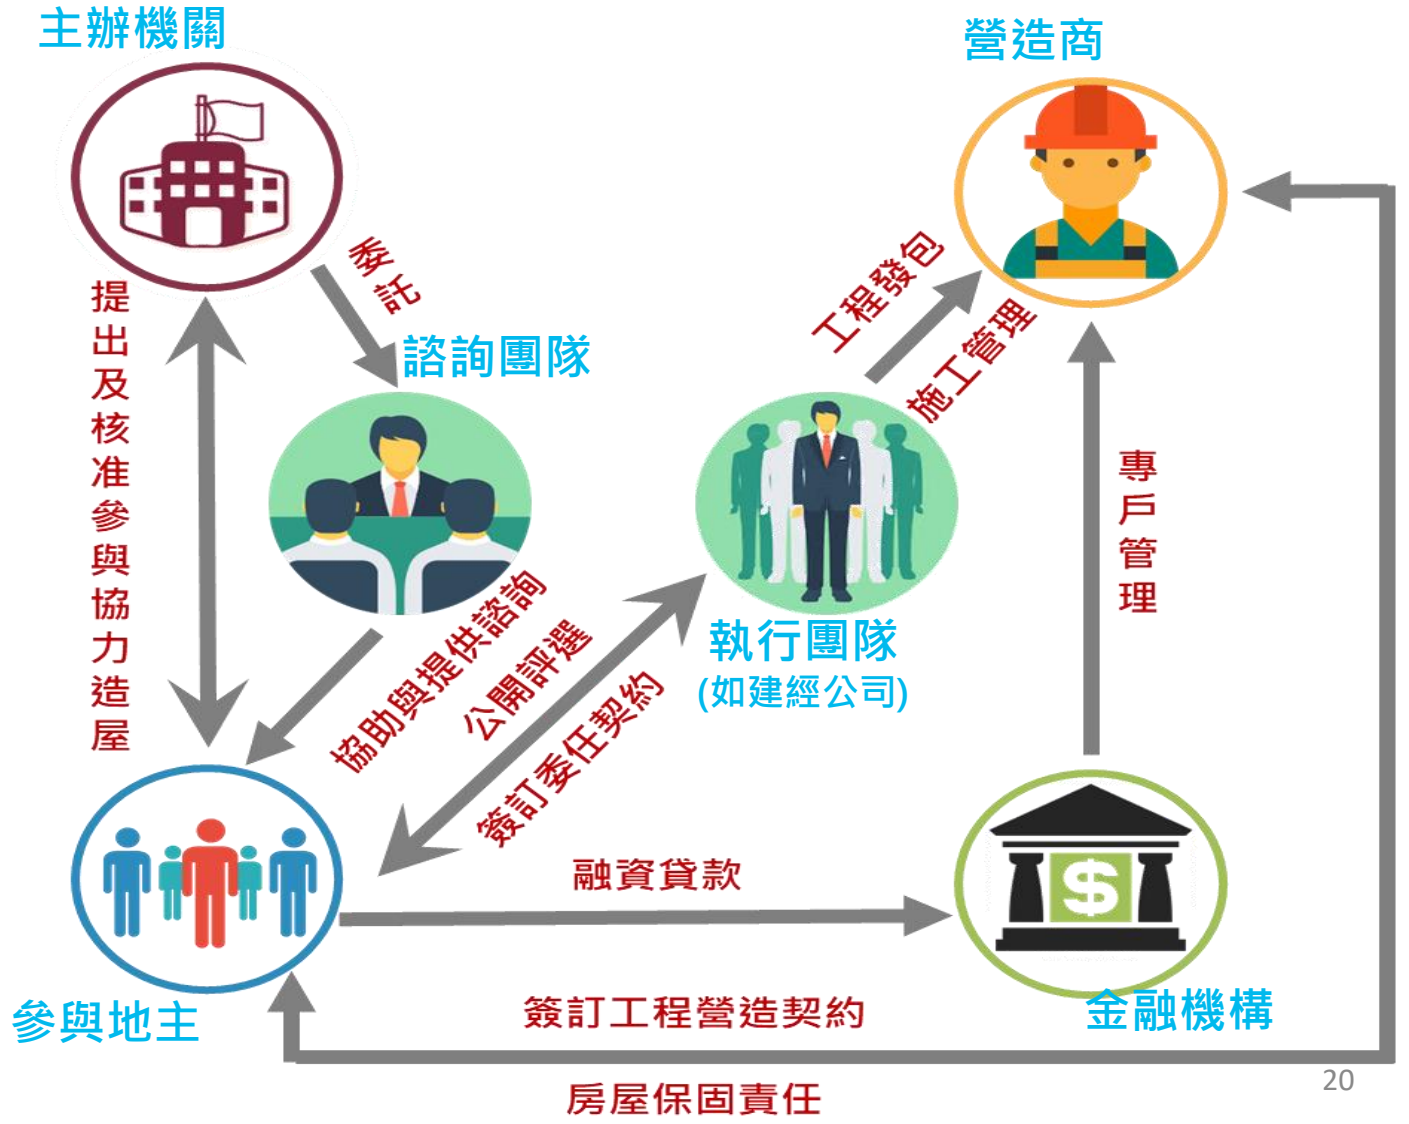 主辦機關
營造商
委託
工程發包
施工管理
提出及核准參與協力造屋
諮詢團隊
專戶管理
協助與提供諮詢
公開評選
簽訂委任契約
執行團隊
(如建經公司)
融資貸款
參與地主
簽訂工程營造契約
金融機構
房屋保固責任
20